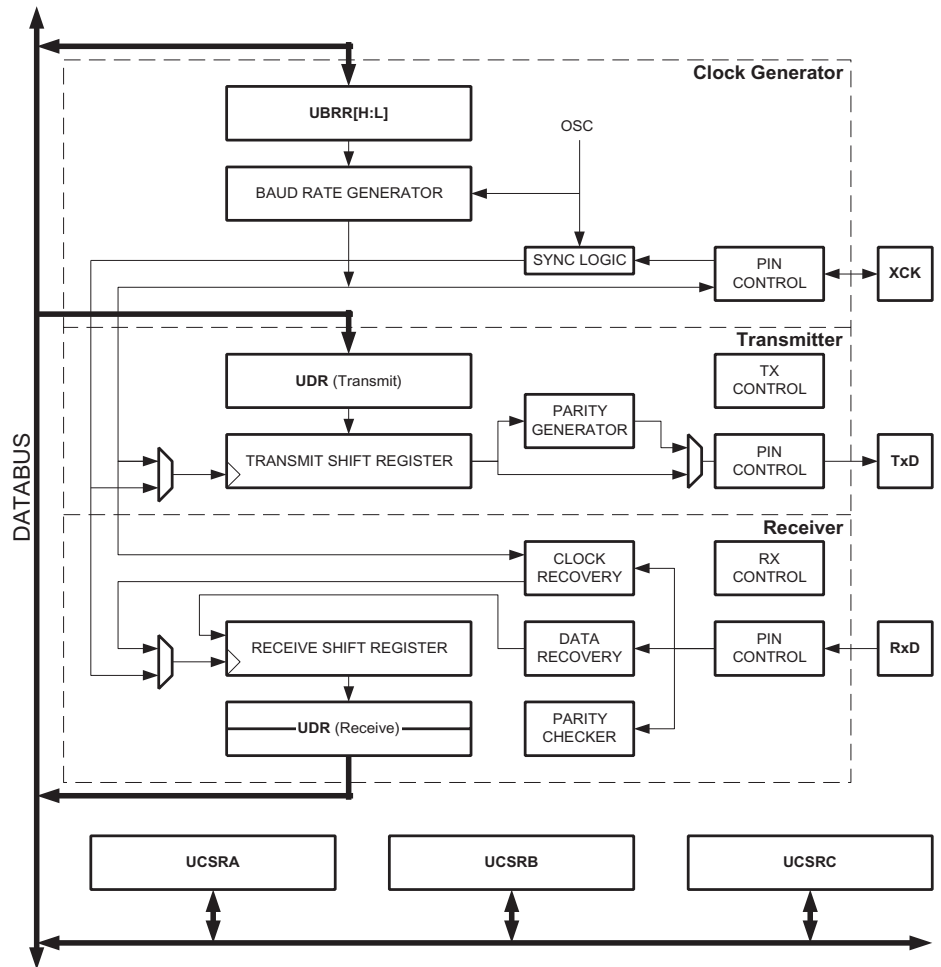 Clock Generator
UBRR[H:L]
OSC
BAUD RATE GENERATOR
SYNC LOGIC
PIN
CONTROL
XCK
Transmitter
UDR (Transmit)
TX
CONTROL
PARITY
GENERATOR
TRANSMIT SHIFT REGISTER
PIN
CONTROL
TxD
DATABUS
Receiver
CLOCK
RECOVERY
RX
CONTROL
RECEIVE SHIFT REGISTER
DATA
RECOVERY
PIN
CONTROL
RxD
UDR (Receive)
PARITY
CHECKER
UCSRA
UCSRB
UCSRC